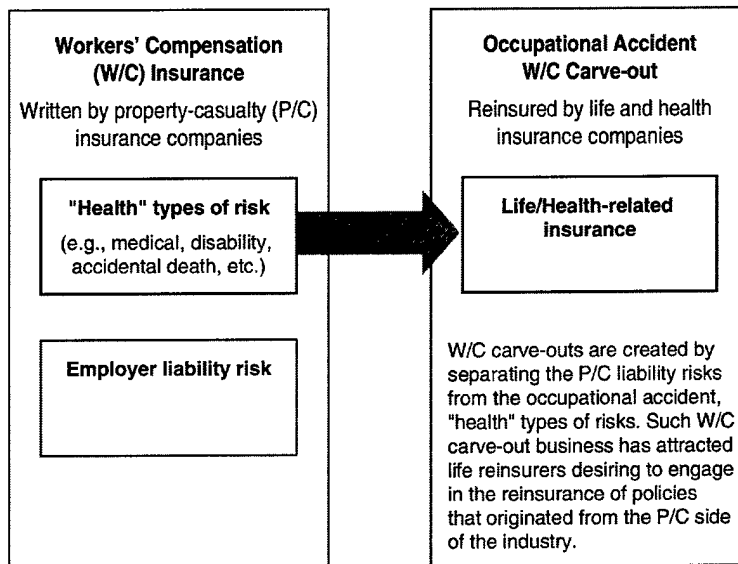 Workers' Compensation
(W/C) Insurance
Written by property-casualty (P/C)
insurance companies
"Health" types of risk
(e.g., medical, disability,
accidental death, etc.)
Employer liability risk
Occupational Accident
W/C Carve-out
Reinsured by life and health
insurance companies
Life/Health-related
insurance
W/C carve-outs are created by
separating the P/C liability risks
from the occupational accident,
"health" types of risks. Such W/C
carve-out business has attracted
life reinsurers desiring to engage
in the reinsurance of policies
that originated from the P/C side
of the industry.